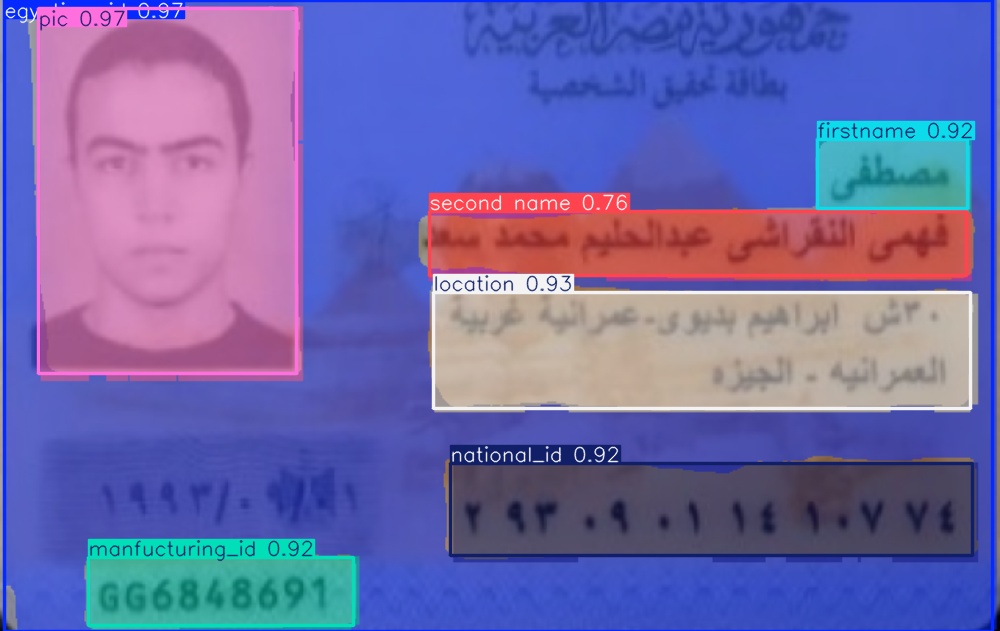 pic 0.97
جمهورية مصر العربية
بطاقة تحقيق الشخصية
firstname 0.92
مصطفى
second name 0.76
فهمى النقراشى عبدالحليم محمد سعد
location 0.93
٣٠ش ابراهيم بديوى-عمرانية غربية
العمرانيه - الجيزه
national_id 0.92
٢ ٩٣ ٠٩ ٠١ ١٤ ١٠٧ ٧٤
manfucturing_id 0.92
GG6848691